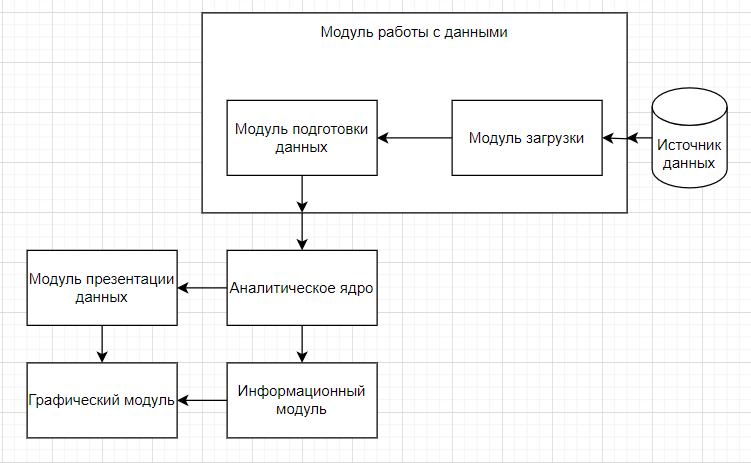 Модуль работы с данными
Модуль подготовки
данных
Модуль загрузки
Источник
данных
Модуль презентации
данных
Аналитическое ядро
Графический модуль
Информационный
модуль